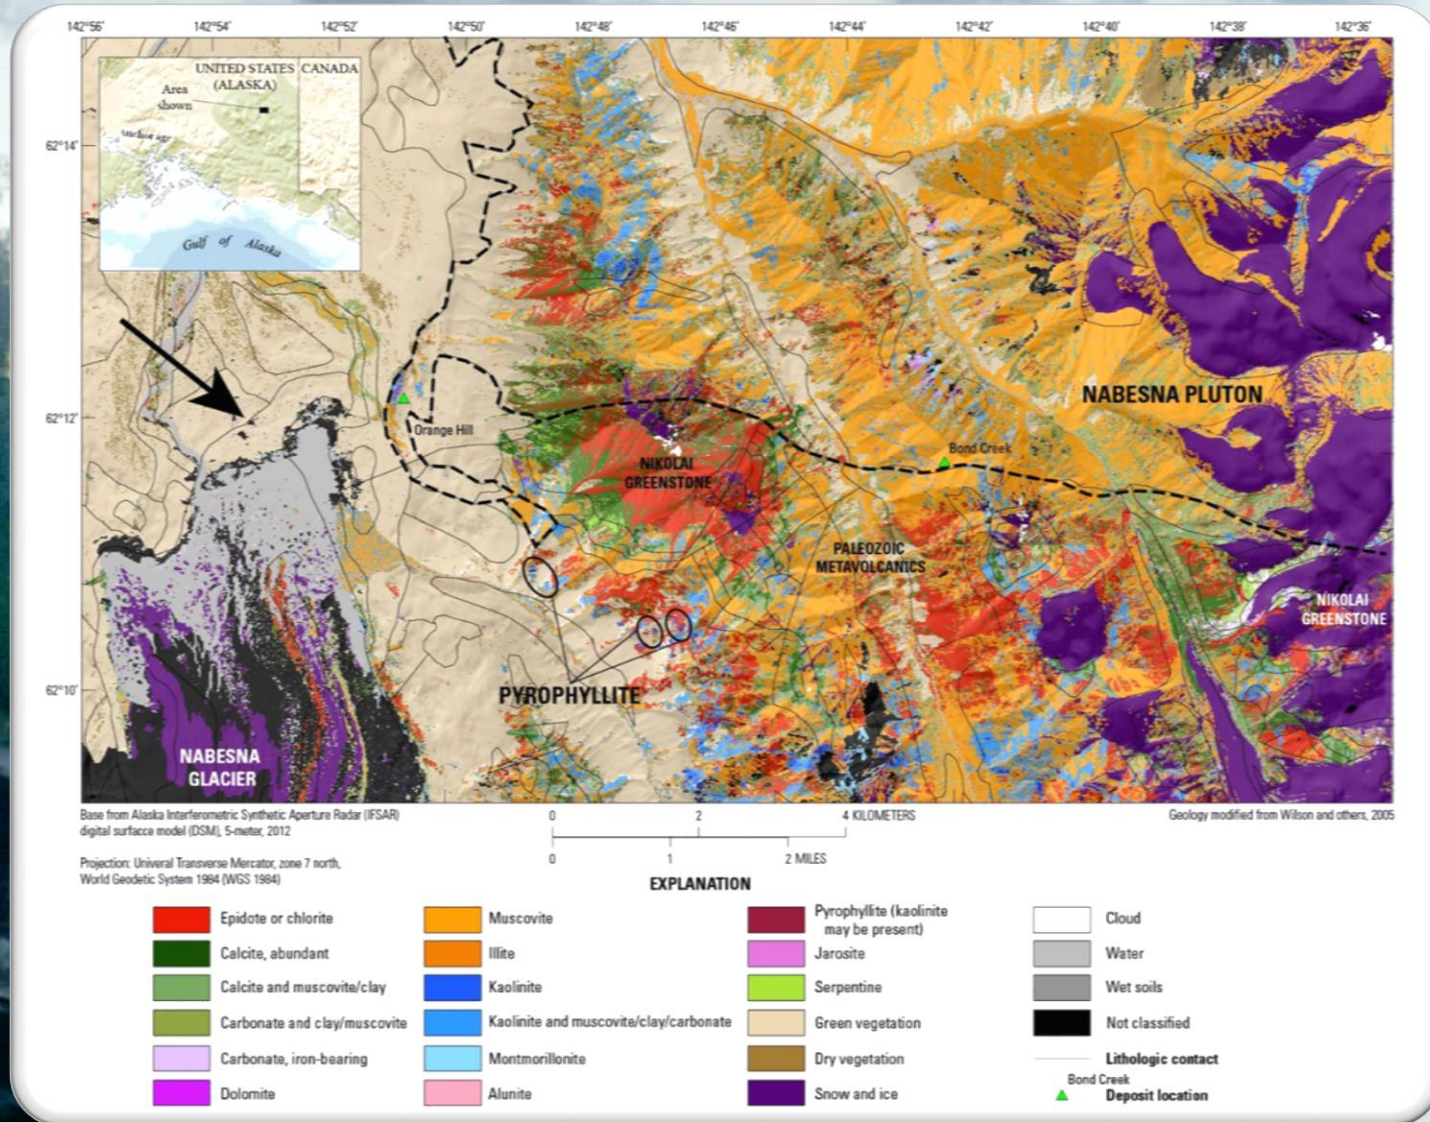 142°56' 142°54' 142°52' 142°50' 142°48' 142°46' 142°44' 142°42' 142°40' 142°38' 142°36'
UNITED STATES
(ALASKA)
CANADA
Area
shown
Anchorage
Gulf of Alaska
62°14'
62°12'
62°10'
Orange Hill
NIKOLAI
GREENSTONE
Bond Creek
NABESNA PLUTON
PALEOZOIC
METAVOLCANICS
NIKOLAI
GREENSTONE
PYROPHYLLITE
NABESNA
GLACIER
Base from Alaska Interferometric Synthetic Aperture Radar (IFSAR)
digital surfacce model (DSM), 5-meter, 2012
Projection: Univeral Transverse Mercator, zone 7 north,
World Geodetic System 1984 (WGS 1984)
0 2 4 KILOMETERS
0 1 2 MILES
Geology modified from Wilson and others, 2005
EXPLANATION
Epidote or chlorite
Calcite, abundant
Calcite and muscovite/clay
Carbonate and clay/muscovite
Carbonate, iron-bearing
Dolomite
Muscovite
Illite
Kaolinite
Kaolinite and muscovite/clay/carbonate
Montmorillonite
Alunite
Pyrophyllite (kaolinite
may be present)
Jarosite
Serpentine
Green vegetation
Dry vegetation
Snow and ice
Cloud
Water
Wet soils
Not classified
Lithologic contact
Bond Creek
Deposit location